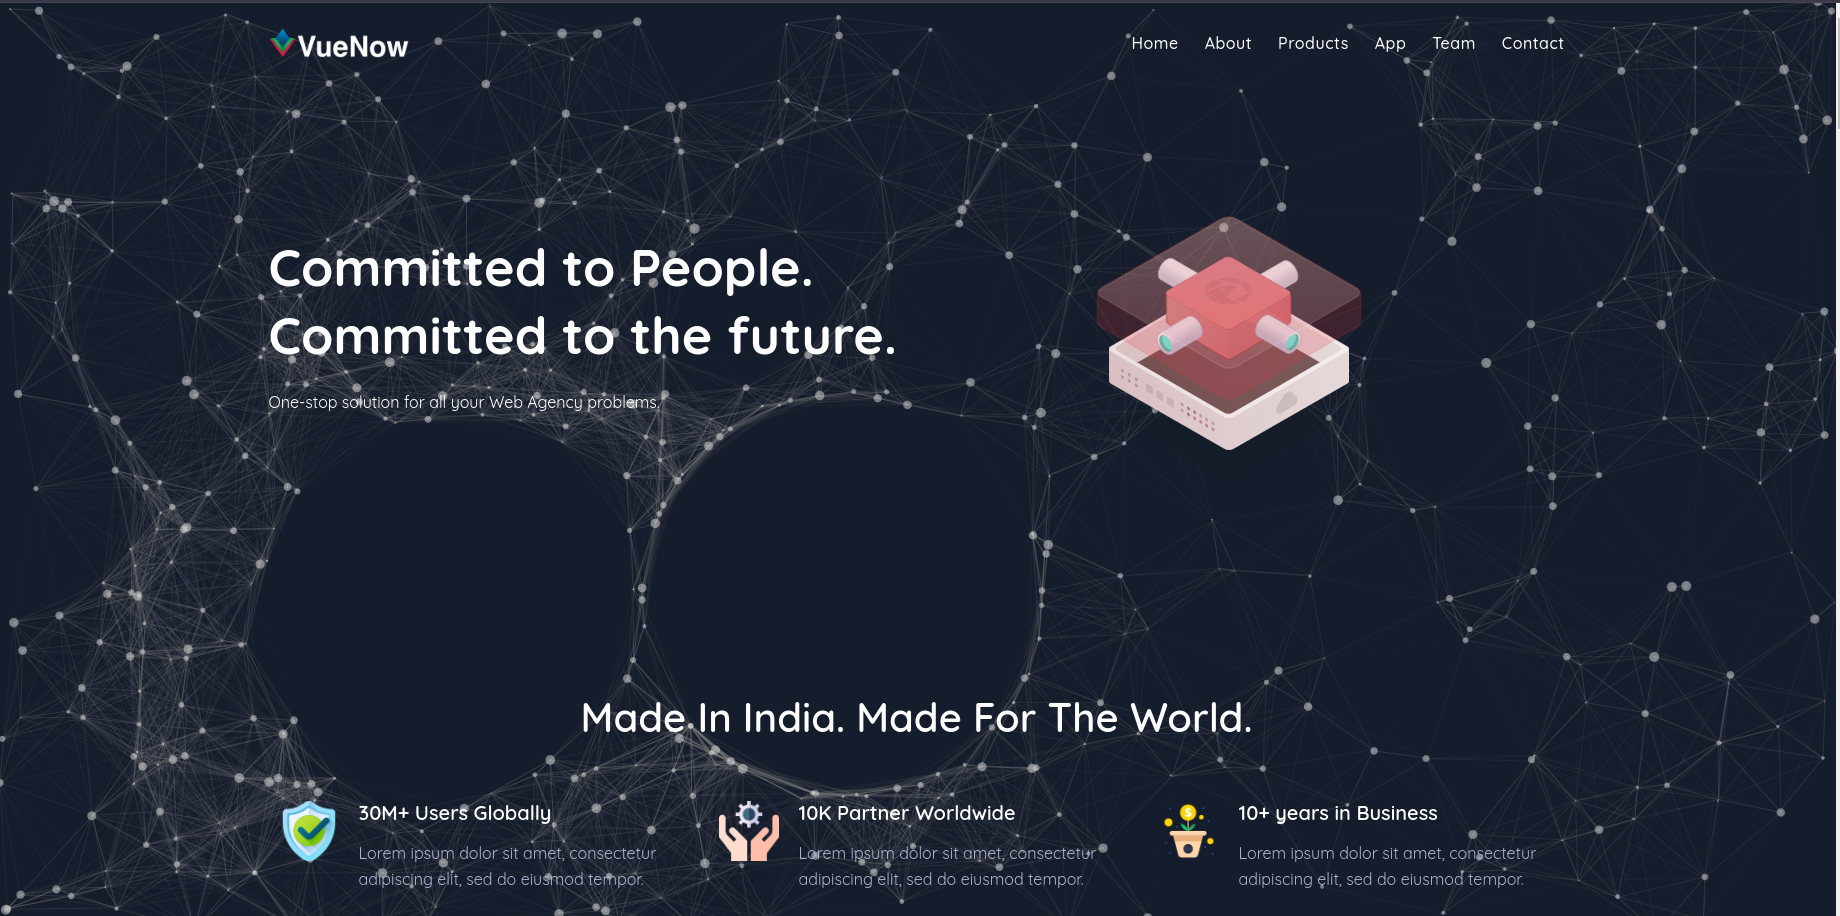 VueNow
Home About Products App Team Contact
Committed to People.
Committed to the future.
One-stop solution for all your Web Agency problems.
Made In India. Made For The World.
30M+ Users Globally
Lorem ipsum dolor sit amet, consectetur
adipiscing elit, sed do eiusmod tempor.
10K Partner Worldwide
Lorem ipsum dolor sit amet, consectetur
adipiscing elit, sed do eiusmod tempor.
10+ years in Business
Lorem ipsum dolor sit amet, consectetur
adipiscing elit, sed do eiusmod tempor.